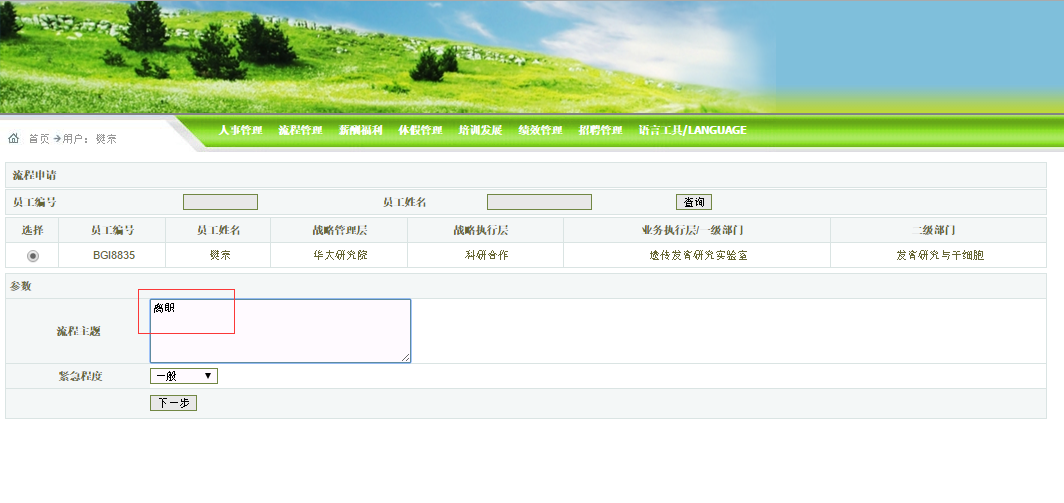 人事管理 流程管理 薪酬福利 休假管理 培训发展 绩效管理 招聘管理 语言工具/LANGUAGE
首页 用户: 樊宗
流程申请
员工编号 员工姓名 查询
选择 员工编号 员工姓名 战略管理层 战略执行层 业务执行层/一级部门 二级部门
BGI8835 樊宗 华大研究院 科研合作 遗传发育研究实验室 发育研究与干细胞
参数
流程主题 离职
紧急程度 一般
下一步